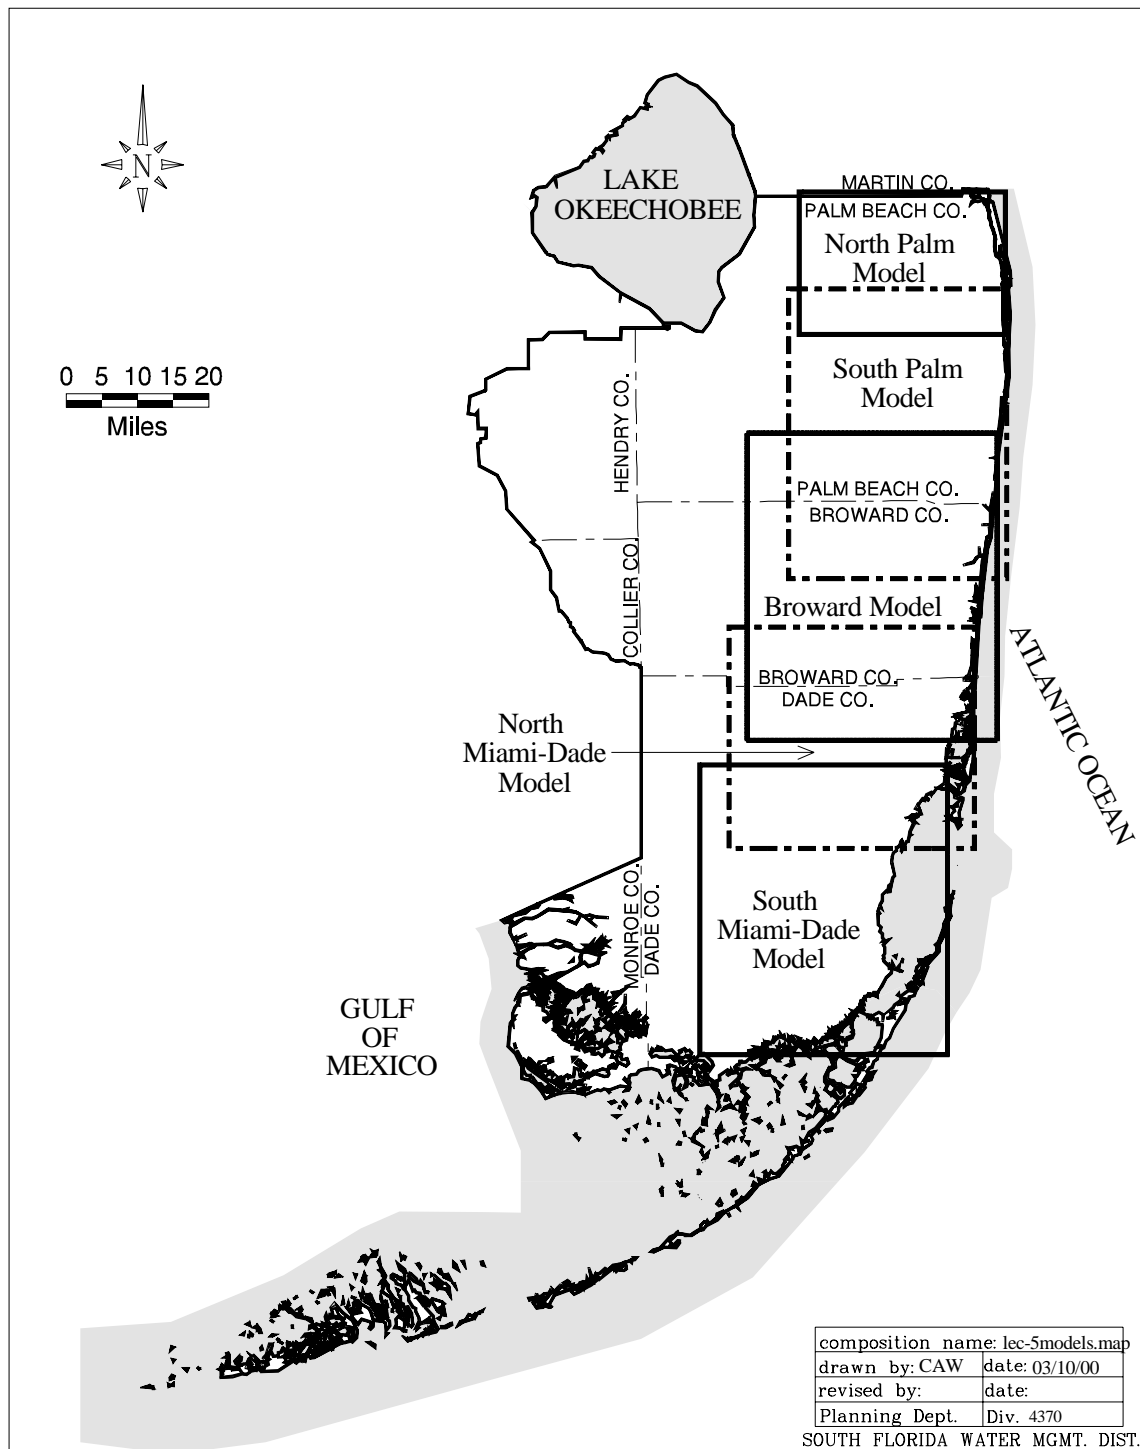 N
LAKE
OKEECHOBEE
MARTIN CO.
PALM BEACH CO.
North Palm
Model
0 5 10 15 20
Miles
South Palm
Model
HENDRY CO.
PALM BEACH CO.
BROWARD CO.
COLLIER CO.
Broward Model
ATLANTIC OCEAN
BROWARD CO.
DADE CO.
North
Miami-Dade
Model
MONROE CO.
DADE CO.
South
Miami-Dade
Model
GULF
OF
MEXICO
composition name: lec-5models.map
drawn by: CAW date: 03/10/00
revised by: date:
Planning Dept. Div. 4370
SOUTH FLORIDA WATER MGMT. DIST.